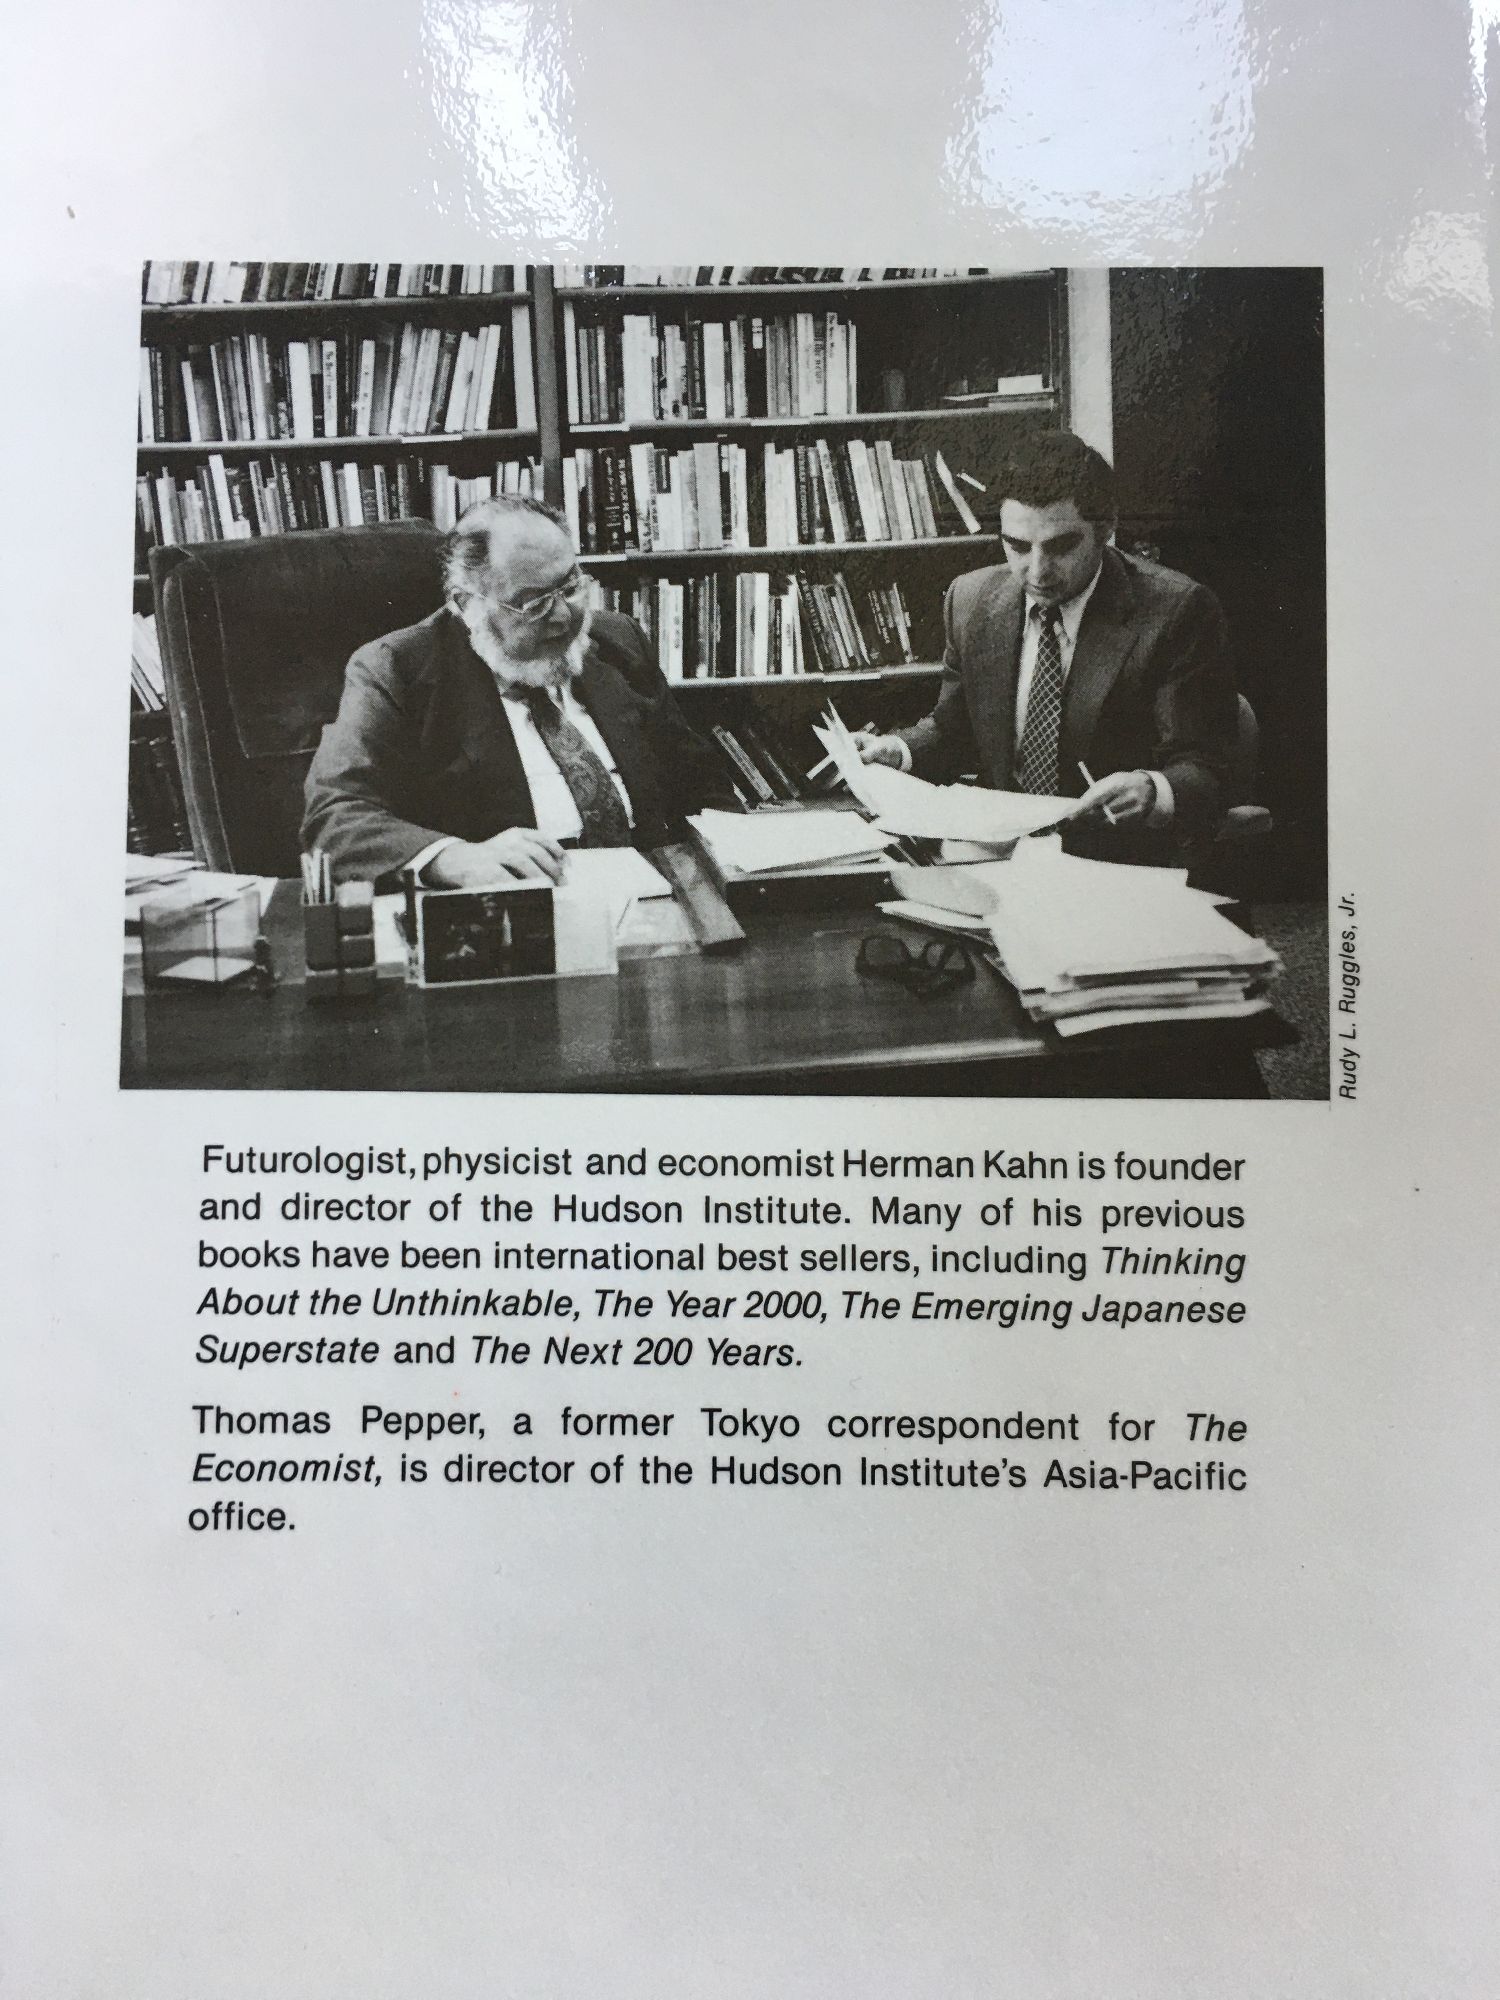 Rudy L. Ruggles, Jr.
Futurologist, physicist and economist Herman Kahn is founder
and director of the Hudson Institute. Many of his previous
books have been international best sellers, including Thinking
About the Unthinkable, The Year 2000, The Emerging Japanese
Superstate and The Next 200 Years.
Thomas Pepper, a former Tokyo correspondent for The
Economist, is director of the Hudson Institute's Asia-Pacific
office.